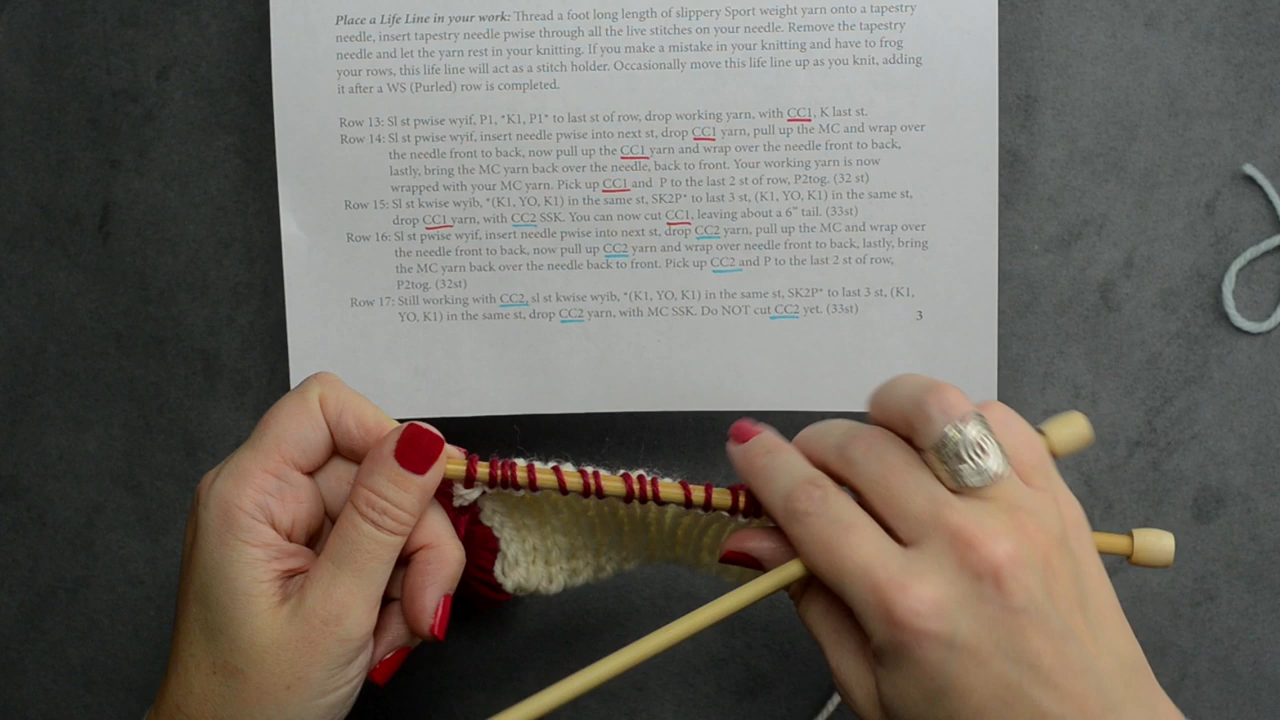 Place a Life Line in your work: Thread a foot long length of slippery Sport weight yarn onto a tapestry
needle, insert tapestry needle pwise through all the live stitches on your needle. Remove the tapestry
needle and let the yarn rest in your knitting. If you make a mistake in your knitting and have to frog
your rows, this life line will act as a stitch holder. Occasionally move this life line up as you knit, adding
it after a WS (Purled) row is completed.
Row 13: Sl st pwise wyif, P1, *K1, P1* to last st of row, drop working yarn, with CC1, K last st.
Row 14: Sl st pwise wyif, insert needle pwise into next st, drop CC1 yarn, pull up the MC and wrap over
the needle front to back, now pull up the CC1 yarn and wrap over the needle front to back,
lastly, bring the MC yarn back over the needle, back to front. Your working yarn is now
wrapped with your MC yarn. Pick up CC1 and P to the last 2 st of row, P2tog. (32 st)
Row 15: Sl st kwise wyib, *(K1, YO, K1) in the same st, SK2P* to last 3 st, (K1, YO, K1) in the same st,
drop CC1 yarn, with CC2 SSK. You can now cut CC1, leaving about a 6" tail. (33st)
Row 16: Sl st pwise wyif, insert needle pwise into next st, drop CC2 yarn, pull up the MC and wrap over
the needle front to back, now pull up CC2 yarn and wrap over needle front to back, lastly, bring
the MC yarn back over the needle back to front. Pick up CC2 and P to the last 2 st of row,
P2tog. (32st)
Row 17: Still working with CC2, sl st kwise wyib, *(K1, YO, K1) in the same st, SK2P* to last 3 st, (K1,
YO, K1) in the same st, drop CC2 yarn, with MC SSK. Do NOT cut CC2 yet. (33st)
3